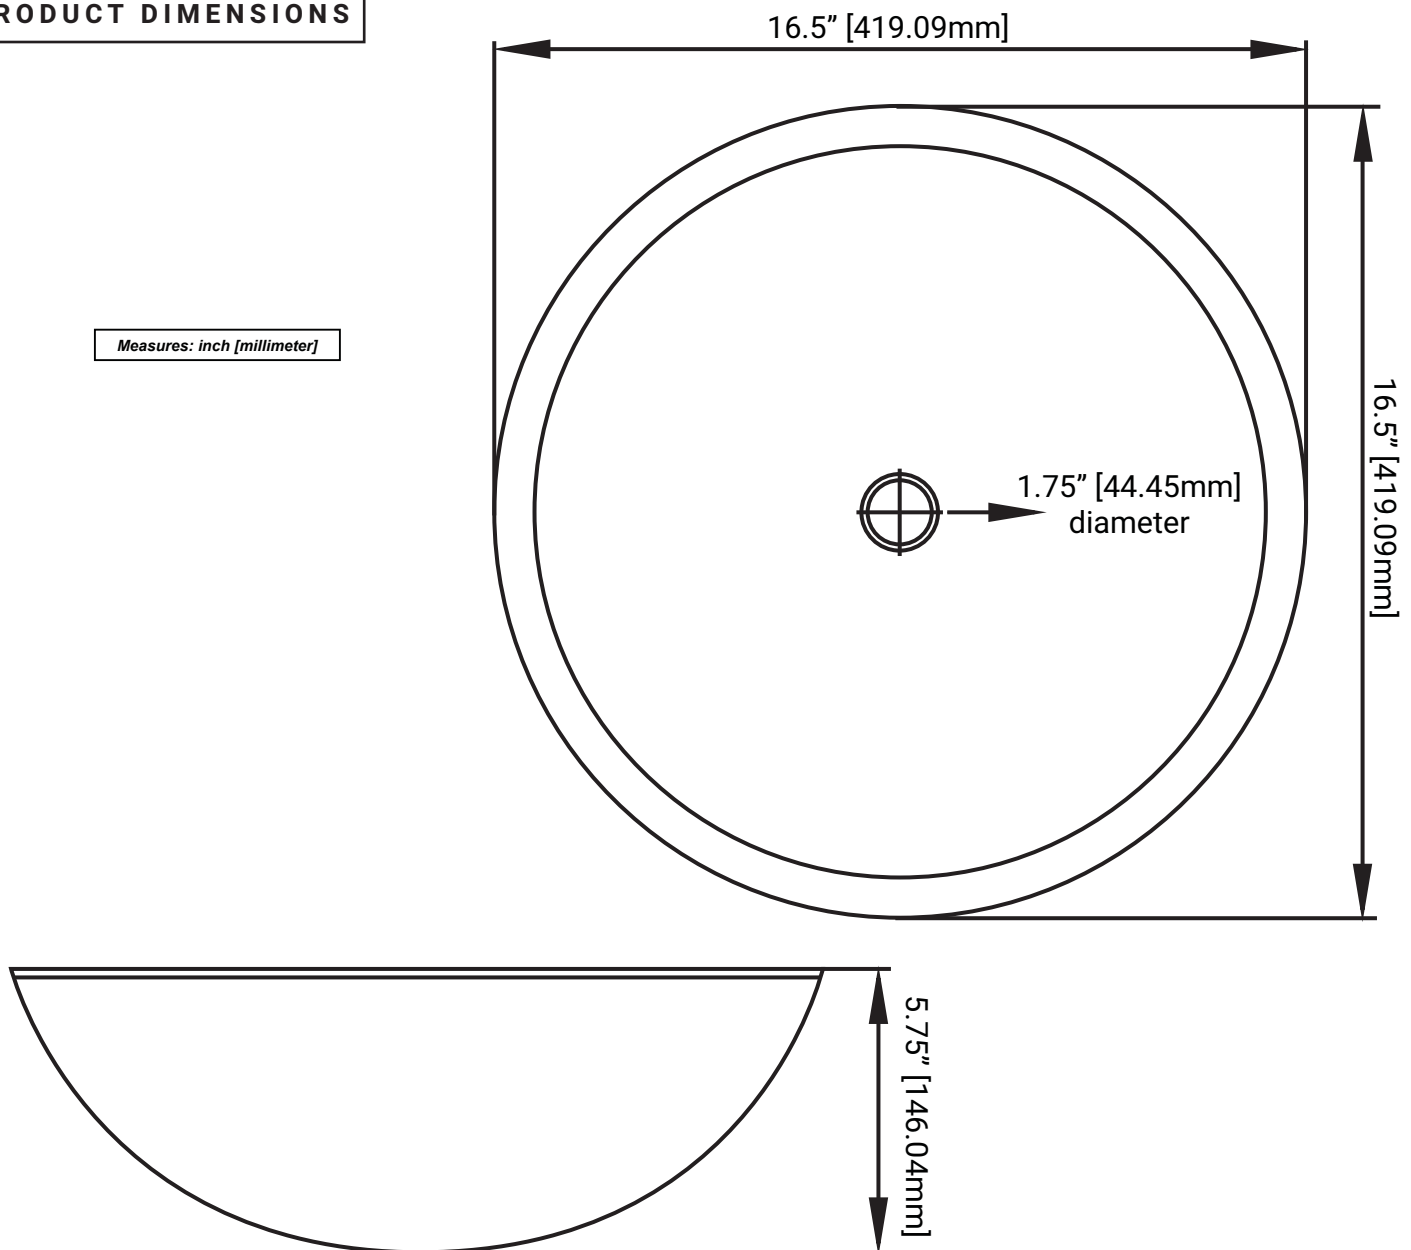 RODUCT DIMENSIONS
16.5” [419.09mm]
Measures: inch [millimeter]
16.5” [419.09mm]
1.75” [44.45mm]
diameter
5.75” [146.04mm]